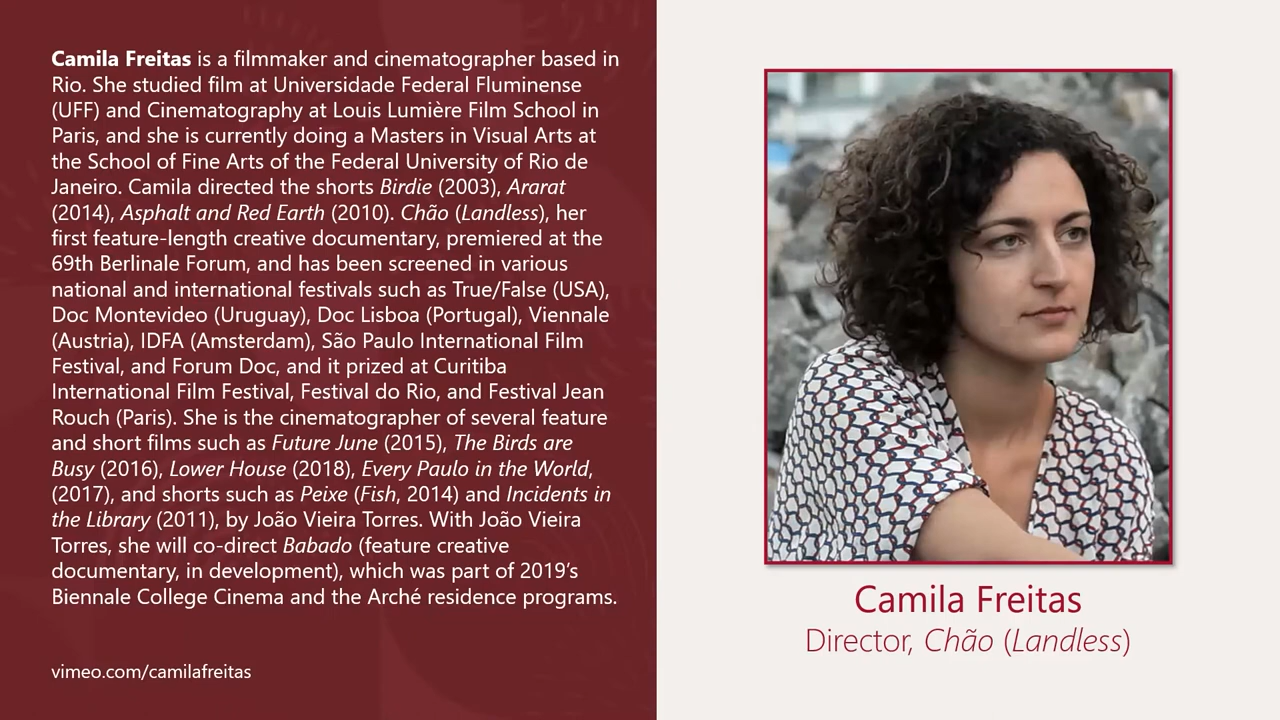 Camila Freitas is a filmmaker and cinematographer based in
Rio. She studied film at Universidade Federal Fluminense
(UFF) and Cinematography at Louis Lumière Film School in
Paris, and she is currently doing a Masters in Visual Arts at
the School of Fine Arts of the Federal University of Rio de
Janeiro. Camila directed the shorts Birdie (2003), Ararat
(2014), Asphalt and Red Earth (2010). Chão (Landless), her
first feature-length creative documentary, premiered at the
69th Berlinale Forum, and has been screened in various
national and international festivals such as True/False (USA),
Doc Montevideo (Uruguay), Doc Lisboa (Portugal), Viennale
(Austria), IDFA (Amsterdam), São Paulo International Film
Festival, and Forum Doc, and it prized at Curitiba
International Film Festival, Festival do Rio, and Festival Jean
Rouch (Paris). She is the cinematographer of several feature
and short films such as Future June (2015), The Birds are
Busy (2016), Lower House (2018), Every Paulo in the World,
(2017), and shorts such as Peixe (Fish, 2014) and Incidents in
the Library (2011), by João Vieira Torres. With João Vieira
Torres, she will co-direct Babado (feature creative
documentary, in development), which was part of 2019’s
Biennale College Cinema and the Arché residence programs.
vimeo.com/camilafreitas
Camila Freitas
Director, Chão (Landless)